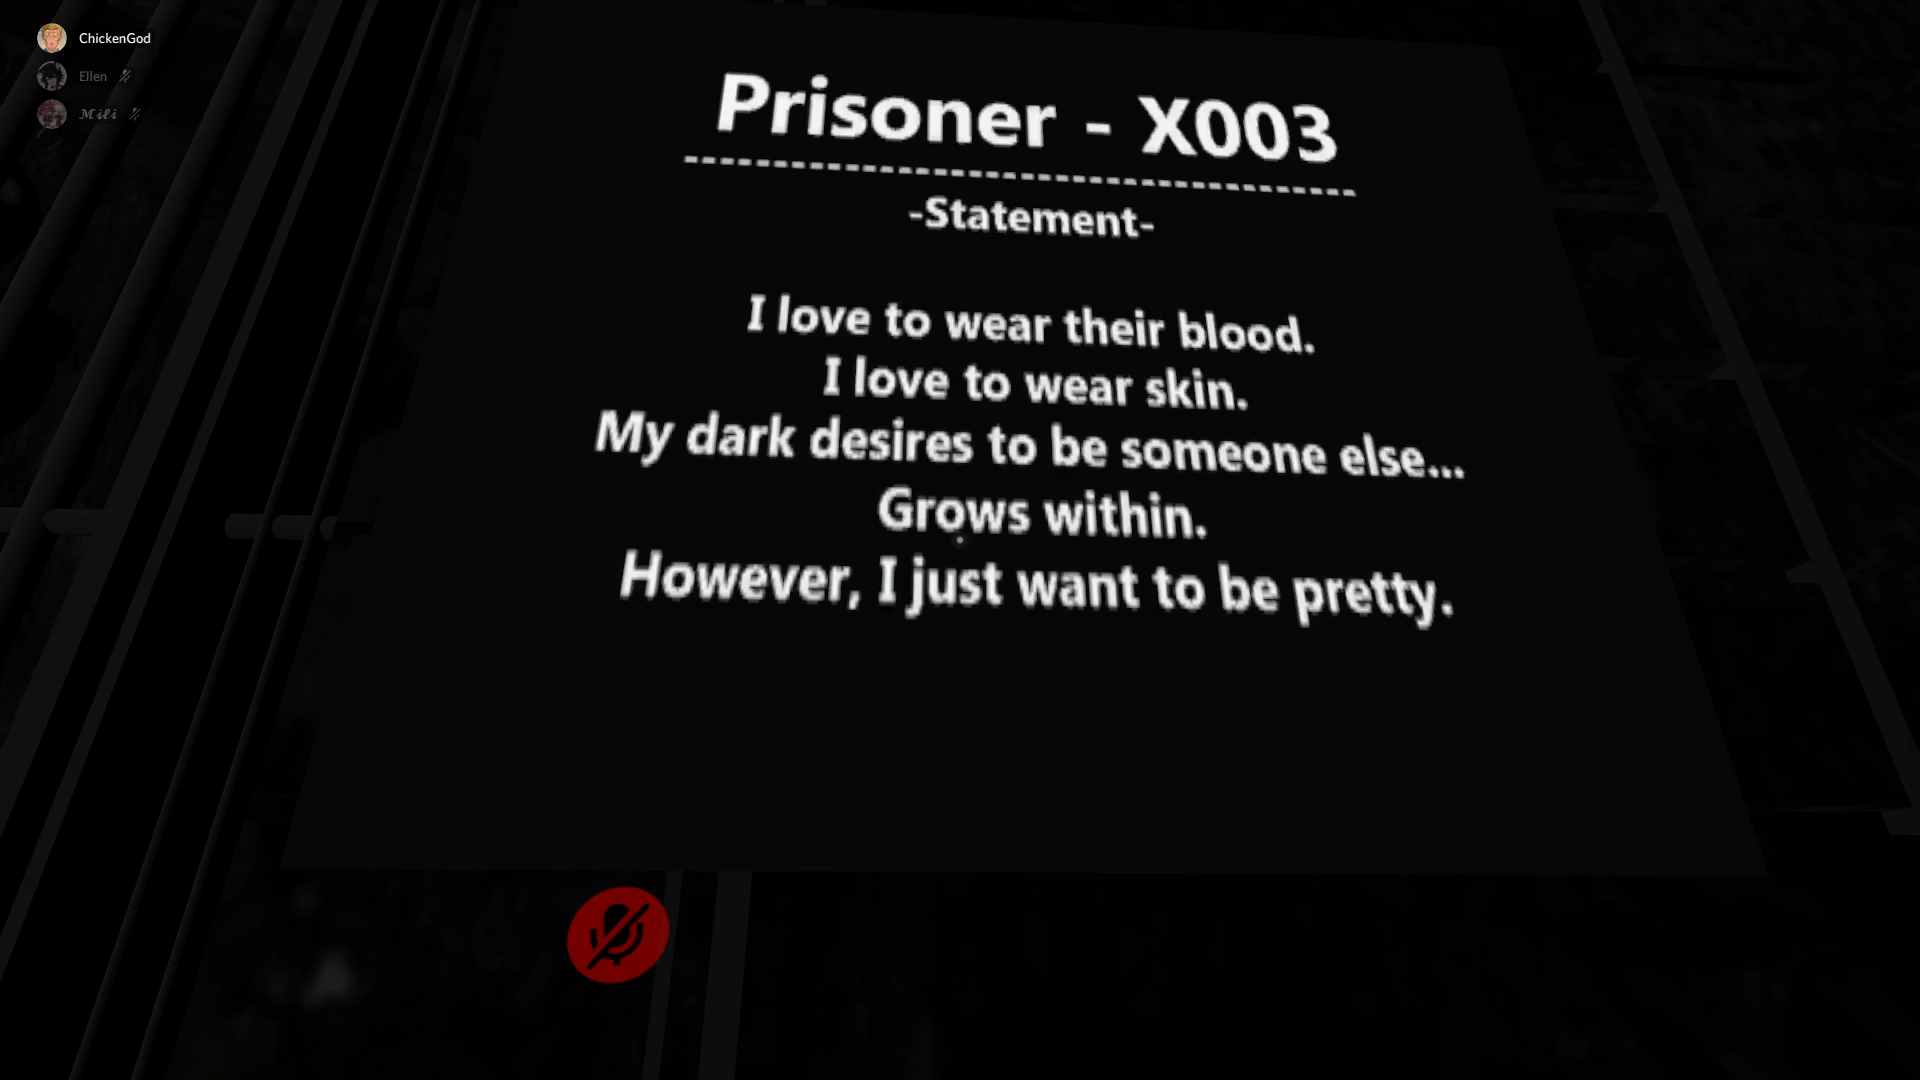 ChickenGod
Ellen
Mili
Prisoner - X003
-----------------------------------------
-Statement-
I love to wear their blood.
I love to wear skin.
My dark desires to be someone else...
Grows within.
However, I just want to be pretty.